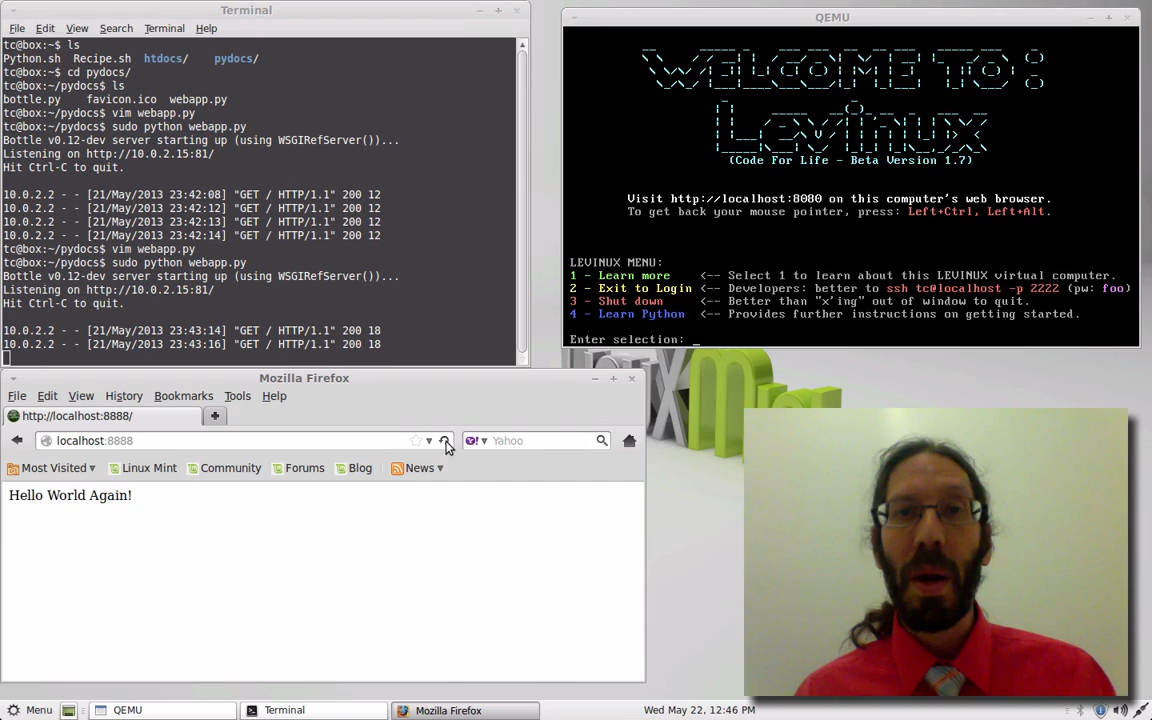 Terminal
File Edit View Search Terminal Help
tc@box:~$ ls
Python.sh Recipe.sh htdocs/ pydocs/
tc@box:~$ cd pydocs/
tc@box:~/pydocs$ ls
bottle.py favicon.ico webapp.py
tc@box:~/pydocs$ vim webapp.py
tc@box:~/pydocs$ sudo python webapp.py
Bottle v0.12-dev server starting up (using WSGIRefServer())...
Listening on http://10.0.2.15:81/
Hit Ctrl-C to quit.
10.0.2.2 - - [21/May/2013 23:42:08] "GET / HTTP/1.1" 200 12
10.0.2.2 - - [21/May/2013 23:42:12] "GET / HTTP/1.1" 200 12
10.0.2.2 - - [21/May/2013 23:42:13] "GET / HTTP/1.1" 200 12
10.0.2.2 - - [21/May/2013 23:42:14] "GET / HTTP/1.1" 200 12
tc@box:~/pydocs$ vim webapp.py
tc@box:~/pydocs$ sudo python webapp.py
Bottle v0.12-dev server starting up (using WSGIRefServer())...
Listening on http://10.0.2.15:81/
Hit Ctrl-C to quit.
10.0.2.2 - - [21/May/2013 23:43:14] "GET / HTTP/1.1" 200 18
10.0.2.2 - - [21/May/2013 23:43:16] "GET / HTTP/1.1" 200 18
QEMU
WELCOME TO:
Levinux
(Code For Life - Beta Version 1.7)
Visit http://localhost:8080 on this computer's web browser.
To get back your mouse pointer, press: Left+Ctrl, Left+Alt.
LEVINUX MENU:
1 - Learn more <-- Select 1 to learn about this LEVINUX virtual computer.
2 - Exit to Login <-- Developers: better to ssh tc@localhost -p 2222 (pw: foo)
3 - Shut down <-- Better than "x'ing" out of window to quit.
4 - Learn Python <-- Provides further instructions on getting started.
Enter selection: _
Mozilla Firefox
File Edit View History Bookmarks Tools Help
http://localhost:8888/
localhost:8888
Y! Yahoo
Most Visited Linux Mint Community Forums Blog News
Hello World Again!
Menu QEMU Terminal Mozilla Firefox Wed May 22, 12:46 PM